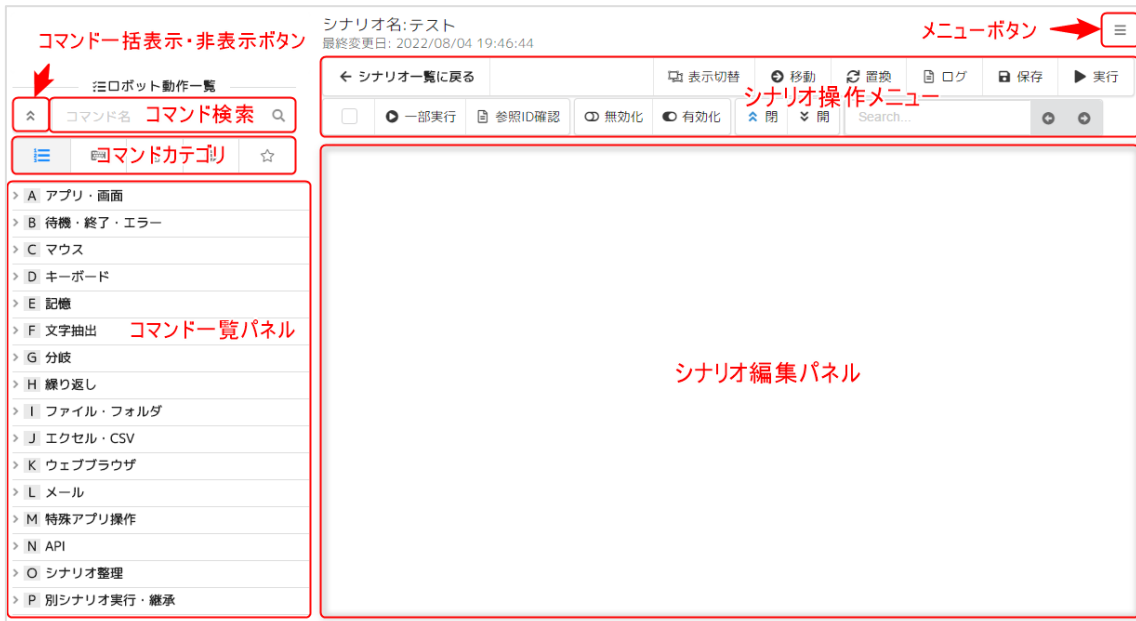 シナリオ名:テスト
最終変更日: 2022/08/04 19:46:44
メニューボタン
コマンド一括表示・非表示ボタン
ロボット動作一覧
コマンド名 コマンド検索
コマンドカテゴリ
シナリオ一覧に戻る 表示切替 移動 置換 ログ 保存 実行
シナリオ操作メニュー
一部実行 参照ID確認 無効化 有効化 閉 開 Search...
A アプリ・画面
B 待機・終了・エラー
C マウス
D キーボード
E 記憶
F 文字抽出
コマンド一覧パネル
G 分岐
H 繰り返し
I ファイル・フォルダ
J エクセル・CSV
K ウェブブラウザ
L メール
M 特殊アプリ操作
N API
O シナリオ整理
P 別シナリオ実行・継承
シナリオ編集パネル